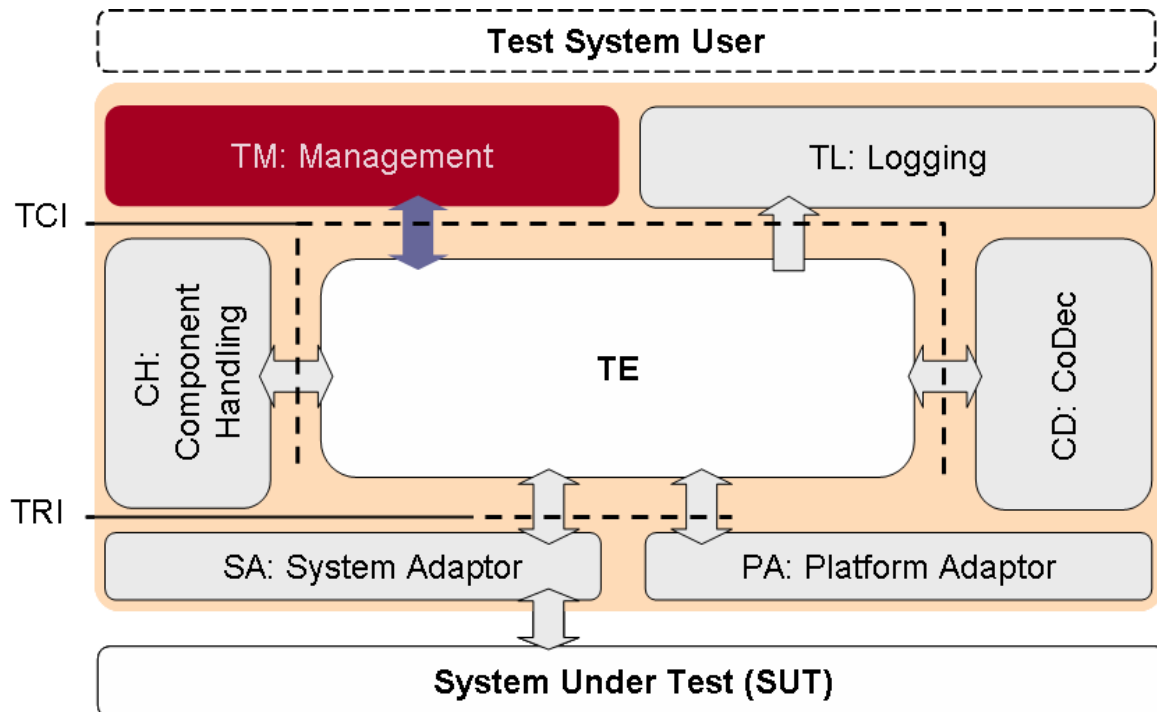 Test System User
TM: Management
TL: Logging
TCI
CH:
Component
Handling
TE
CD: CoDec
TRI
SA: System Adaptor
PA: Platform Adaptor
System Under Test (SUT)